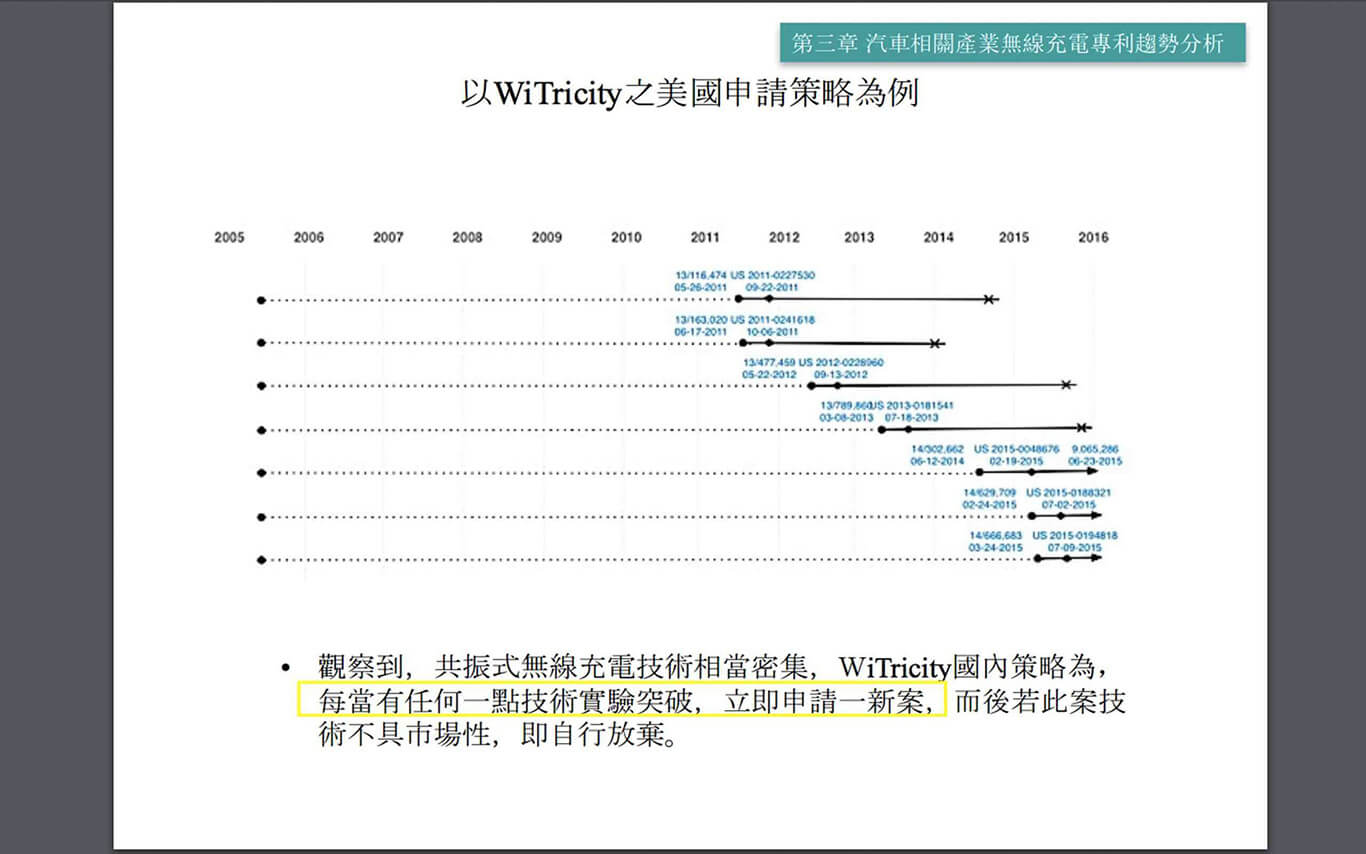 第三章 汽車相關產業無線充電專利趨勢分析
以WiTricity之美國申請策略為例
2005 2006 2007 2008 2009 2010 2011 2012 2013 2014 2015 2016
13/116,474 US 2011-0227530
05-26-2011 09-22-2011
13/163,020 US 2011-0241618
06-17-2011 10-06-2011
13/477,459 US 2012-0228960
05-22-2012 09-13-2012
13/789,860 US 2013-0181541
03-08-2013 07-18-2013
14/302,662 US 2015-0048676 9,065,286
06-12-2014 02-19-2015 06-23-2015
14/629,709 US 2015-0188321
02-24-2015 07-02-2015
14/666,683 US 2015-0194818
03-24-2015 07-09-2015
• 觀察到，共振式無線充電技術相當密集，WiTricity國內策略為，
每當有任何一點技術實驗突破，立即申請一新案，而後若此案技
術不具市場性，即自行放棄。